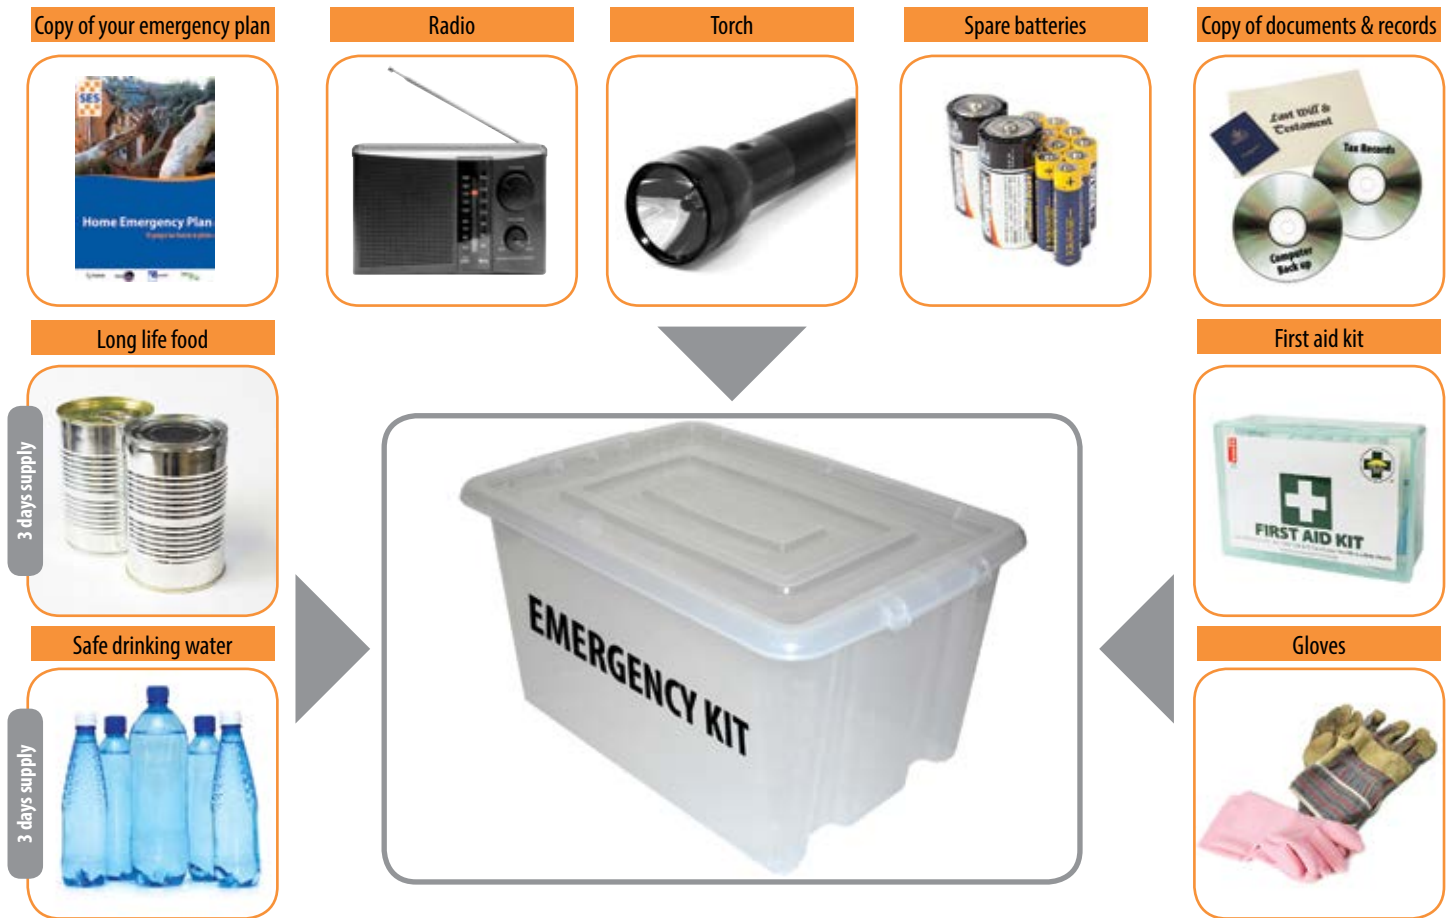 Copy of your emergency plan
Radio
Torch
Spare batteries
Copy of documents & records
SES
Home Emergency Plan
Last Will &
Testament
Tax Records
Computer
Back up
Long life food
3 days supply
First aid kit
FIRST AID KIT
EMERGENCY KIT
Safe drinking water
3 days supply
Gloves